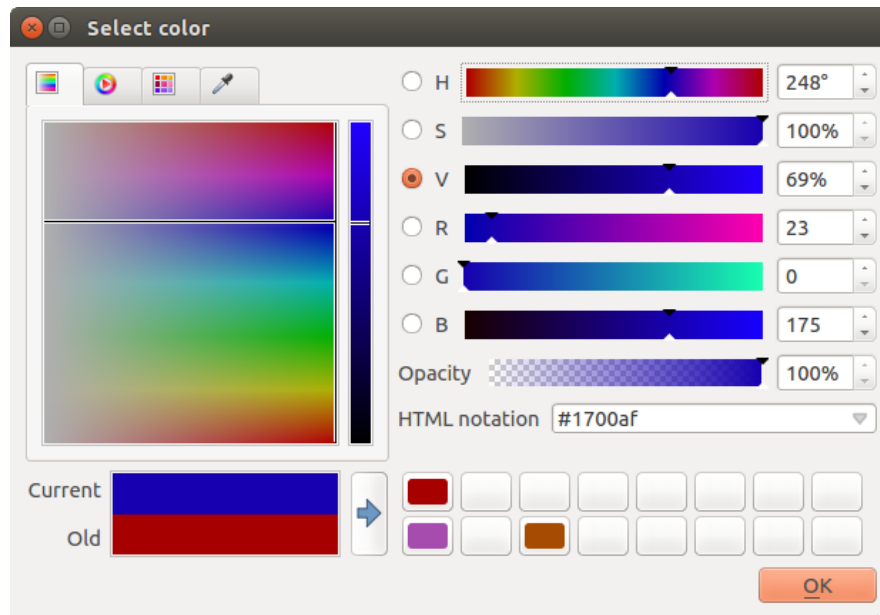 Select color
H 248°
S 100%
V 69%
R 23
G 0
B 175
Opacity 100%
HTML notation #1700af
Current
Old
OK